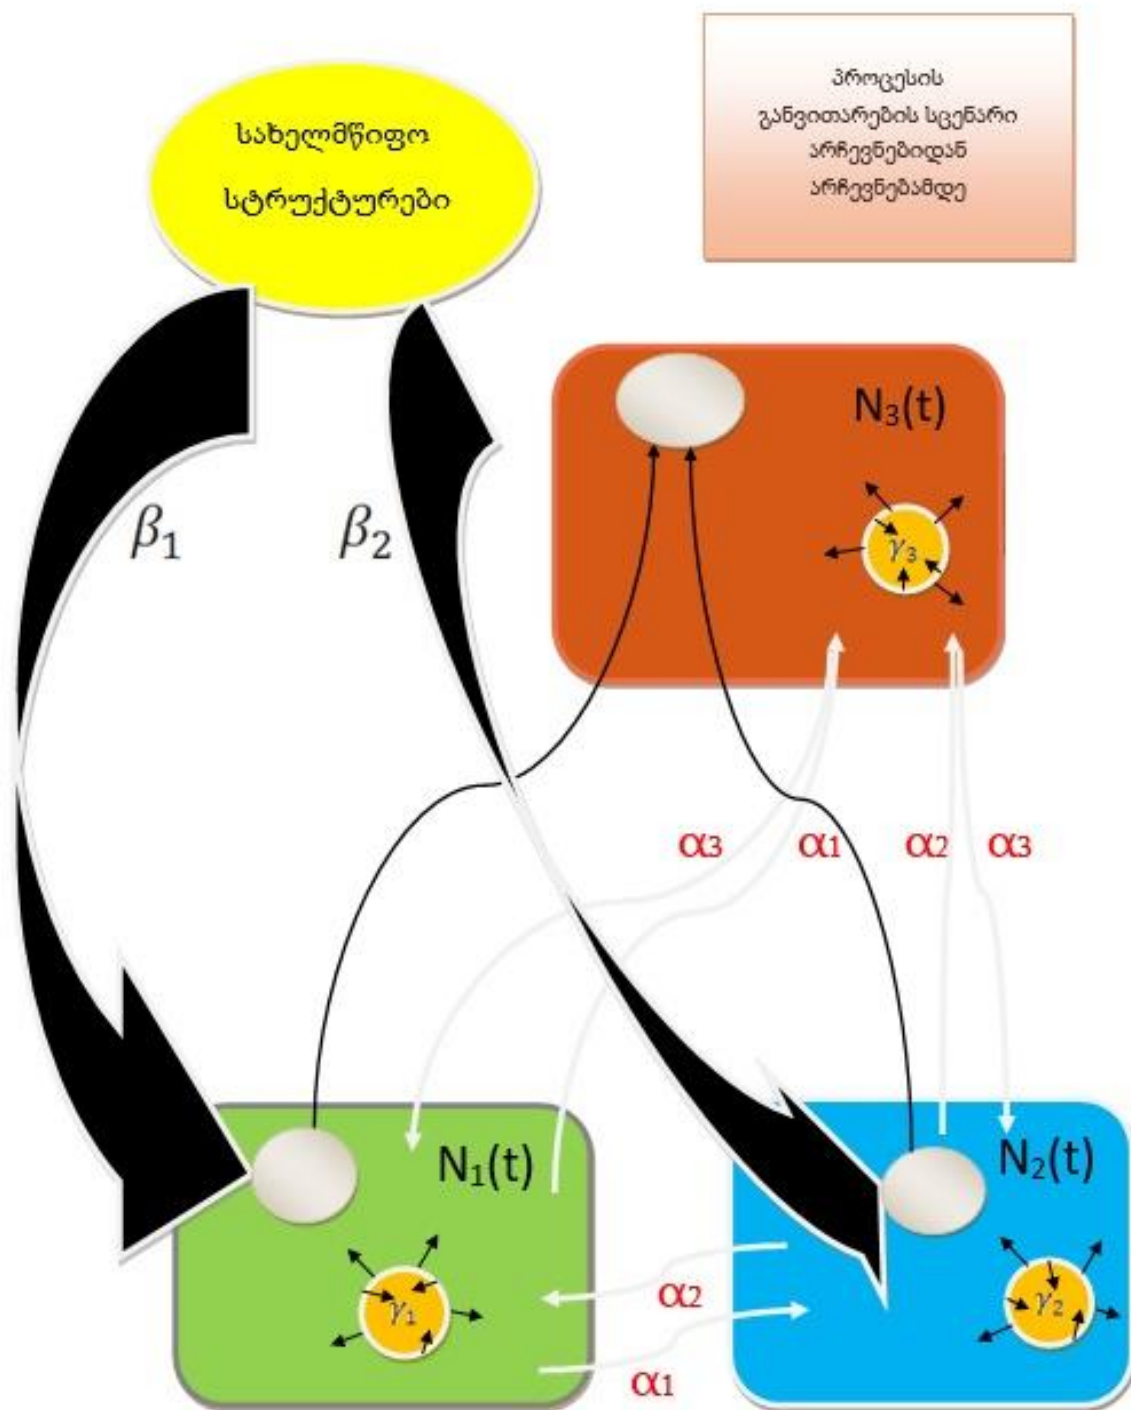 სახელმწიფო
სტრუქტურები
პროცესის
განვითარების სცენარი
არჩევნებიდან
არჩევნებამდე
N₃(t)
β₁
β₂
γ₃
α3
α1
α2
α3
N₁(t)
N₂(t)
γ₁
α2
γ₂
α1